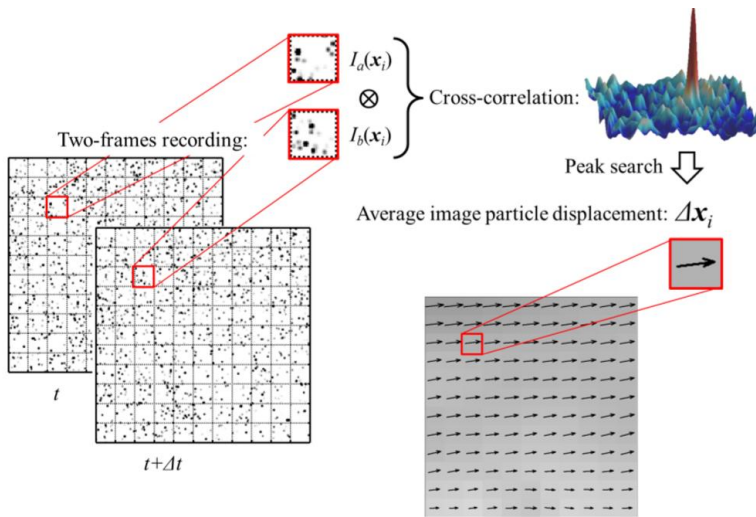 I_a(x_i)
⊗
Cross-correlation:
Two-frames recording:
I_b(x_i)
Peak search
Average image particle displacement: Δx_i
t
t+Δt